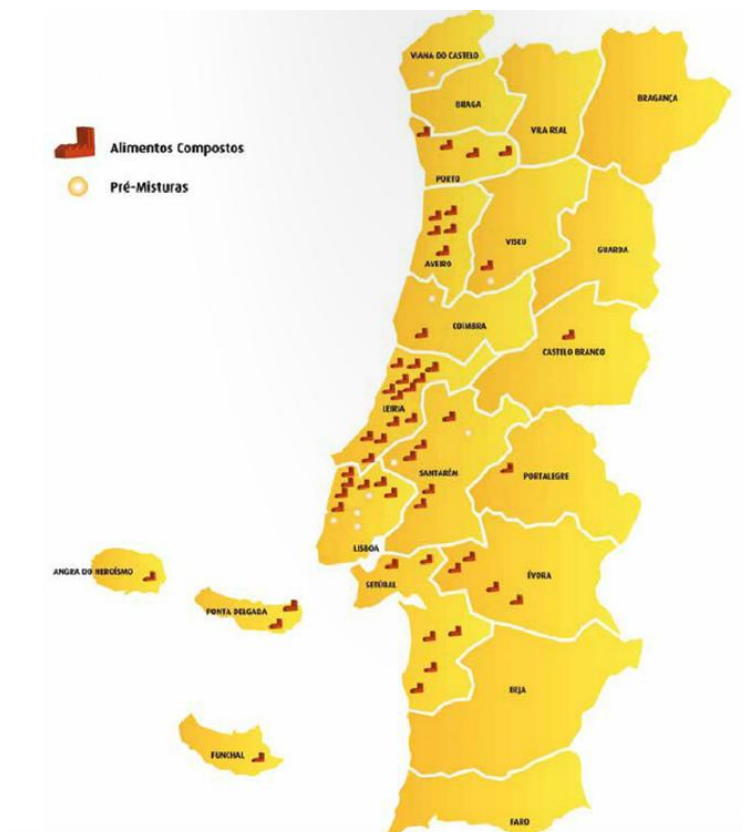 VIANA DO CASTELO
BRAGANÇA
BRAGA
VILA REAL
Alimentos Compostos
PORTO
Pré-Misturas
VISEU
GUARDA
AVEIRO
COIMBRA
CASTELO BRANCO
LEIRIA
SANTARÉM
PORTALEGRE
LISBOA
ANGRA DO HEROÍSMO
SETÚBAL
ÍVORA
PONTA DELGADA
BEJA
FUNCHAL
FARO